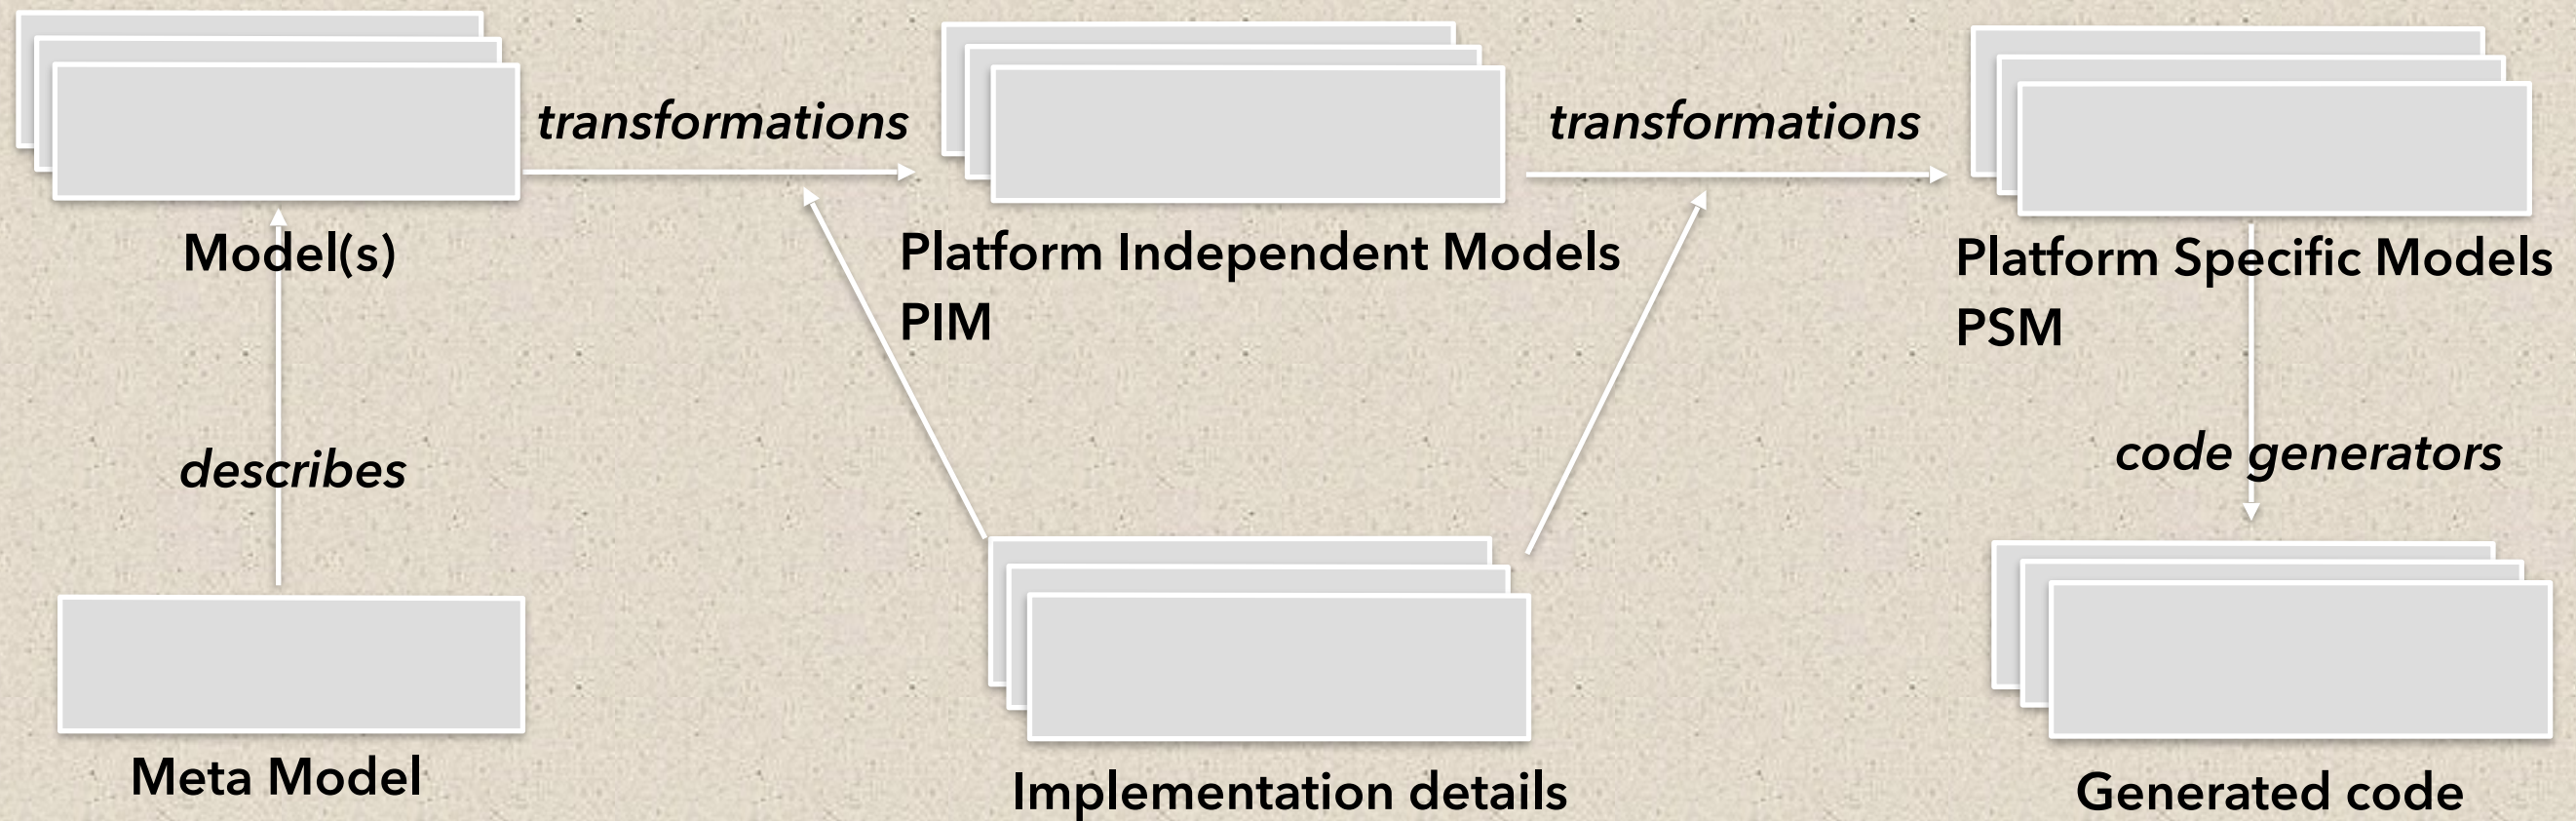 transformations
transformations
Model(s)
Platform Independent Models
PIM
Platform Specific Models
PSM
describes
code generators
Meta Model
Implementation details
Generated code